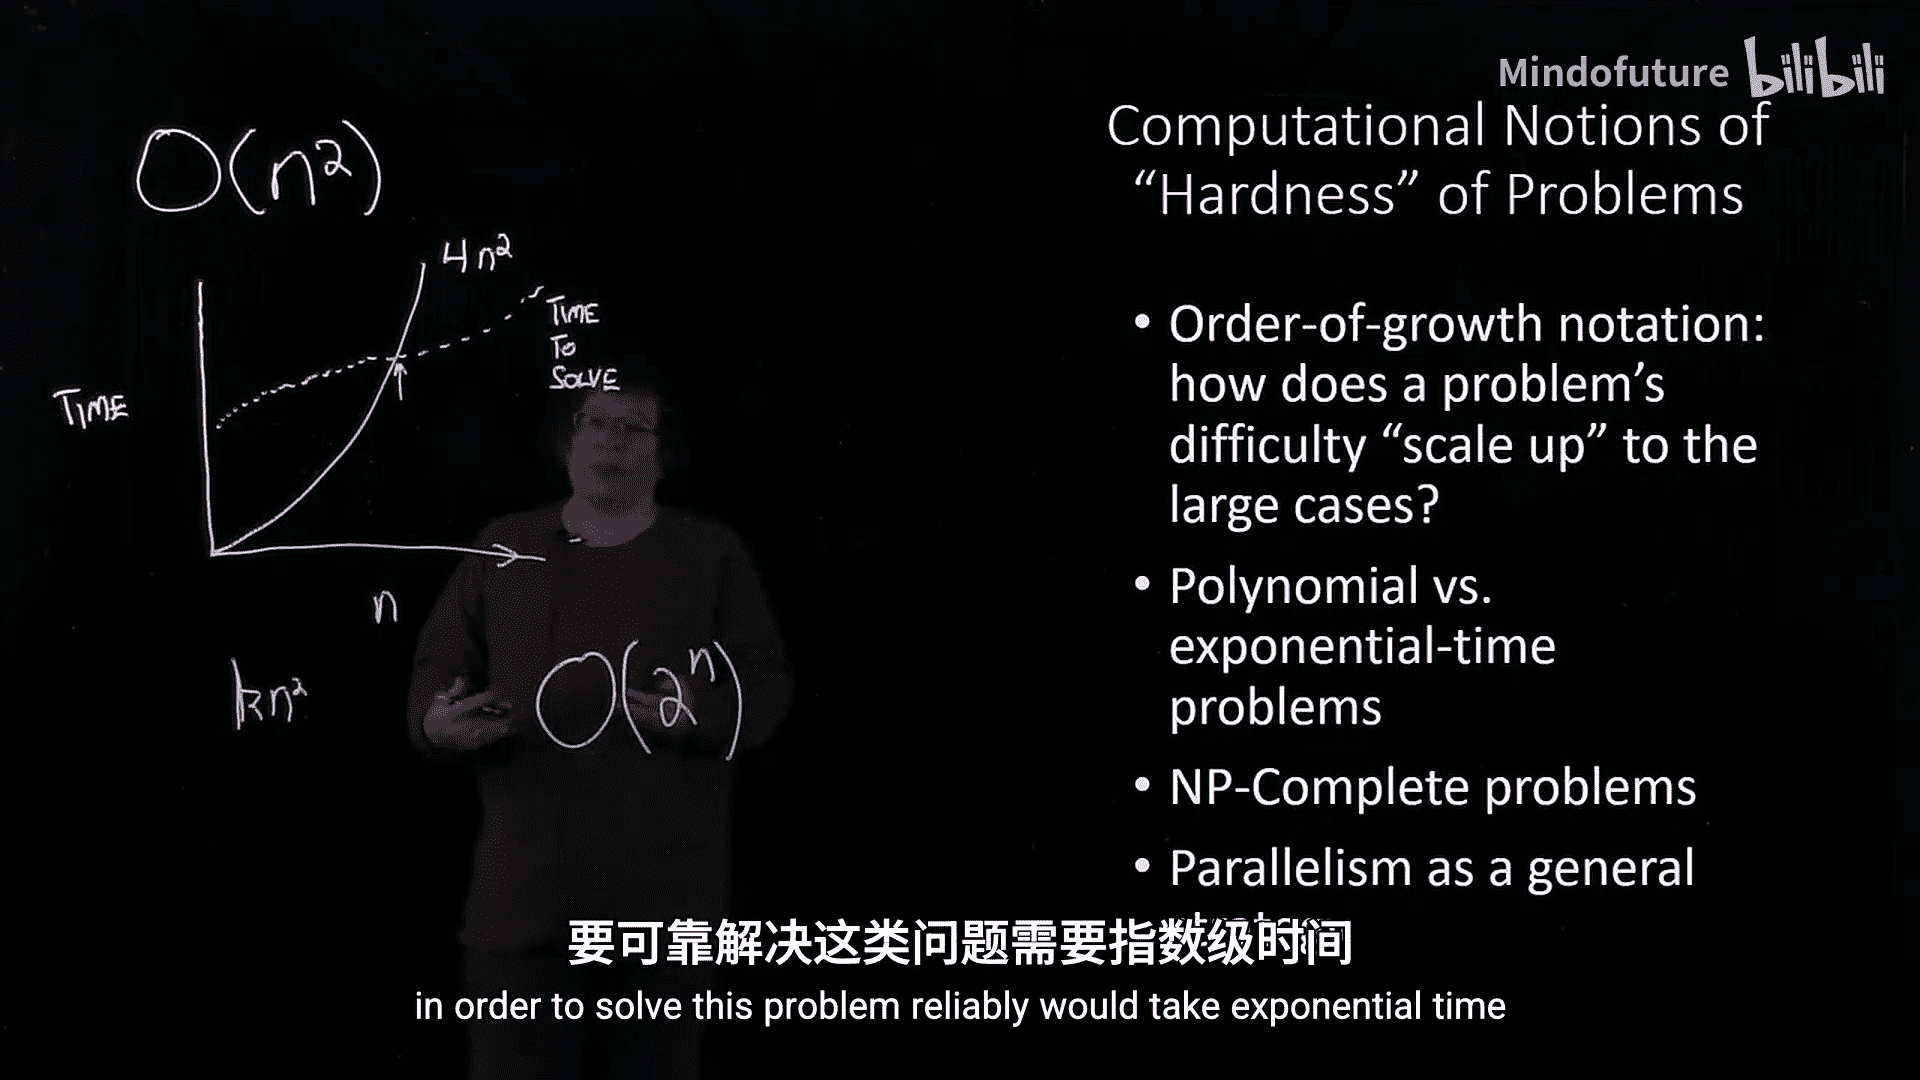 Mindofuture bilibili
Computational Notions of
“Hardness” of Problems
O(n²)
4n²
TIME
TO
SOLVE
TIME
n
kn²
O(2ⁿ)
• Order-of-growth notation:
how does a problem’s
difficulty “scale up” to the
large cases?
• Polynomial vs.
exponential-time
problems
• NP-Complete problems
• Parallelism as a general
要可靠解决这类问题需要指数级时间
in order to solve this problem reliably would take exponential time